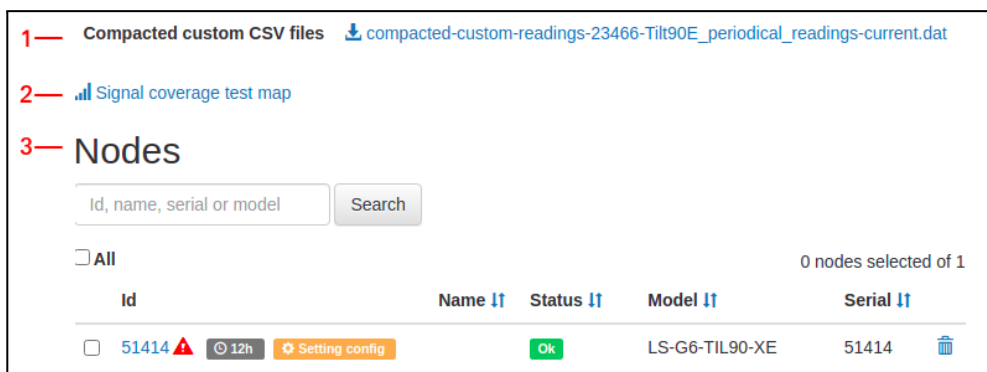 1 Compacted custom CSV files compacted-custom-readings-23466-Tilt90E_periodical_readings-current.dat
2 Signal coverage test map
3 Nodes
Id, name, serial or model Search
All 0 nodes selected of 1
Id Name Status Model Serial
51414 12h Setting config Ok LS-G6-TIL90-XE 51414